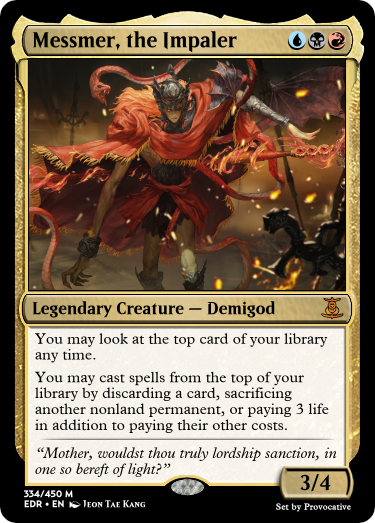 Messmer, the Impaler
Legendary Creature — Demigod
You may look at the top card of your library
any time.
You may cast spells from the top of your
library by discarding a card, sacrificing
another nonland permanent, or paying 3 life
in addition to paying their other costs.
“Mother, wouldst thou truly lordship sanction, in
one so bereft of light?”
3/4
334/450 M
EDR • EN Jeon Tae Kang
Set by Provocative